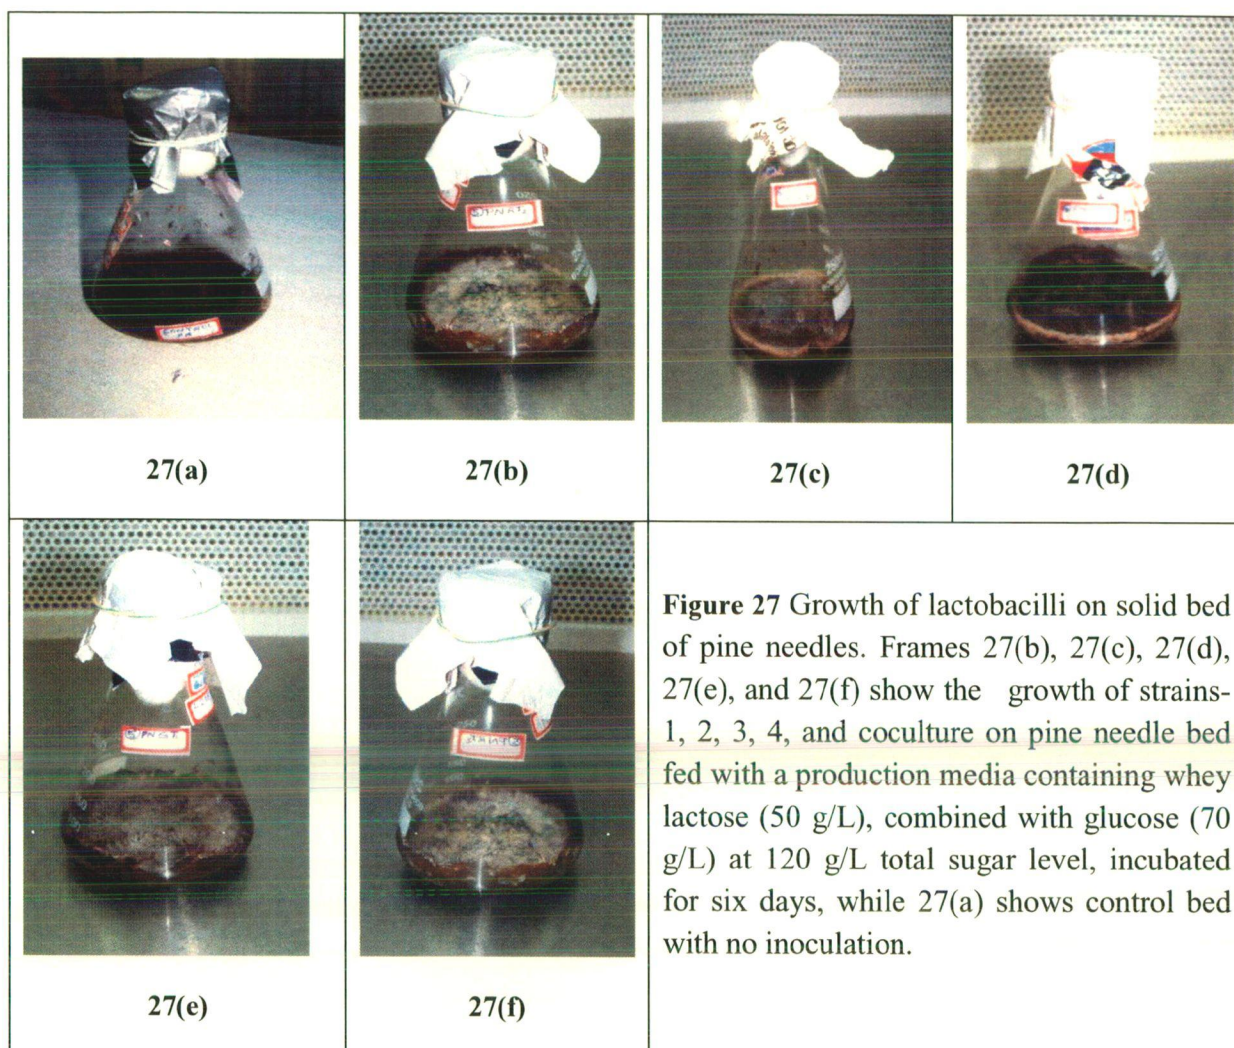 CONTROL
27(a)
27(b)
27(c)
27(d)
27(e)
27(f)
Figure 27 Growth of lactobacilli on solid bed
of pine needles. Frames 27(b), 27(c), 27(d),
27(e), and 27(f) show the growth of strains-
1, 2, 3, 4, and coculture on pine needle bed
fed with a production media containing whey
lactose (50 g/L), combined with glucose (70
g/L) at 120 g/L total sugar level, incubated
for six days, while 27(a) shows control bed
with no inoculation.